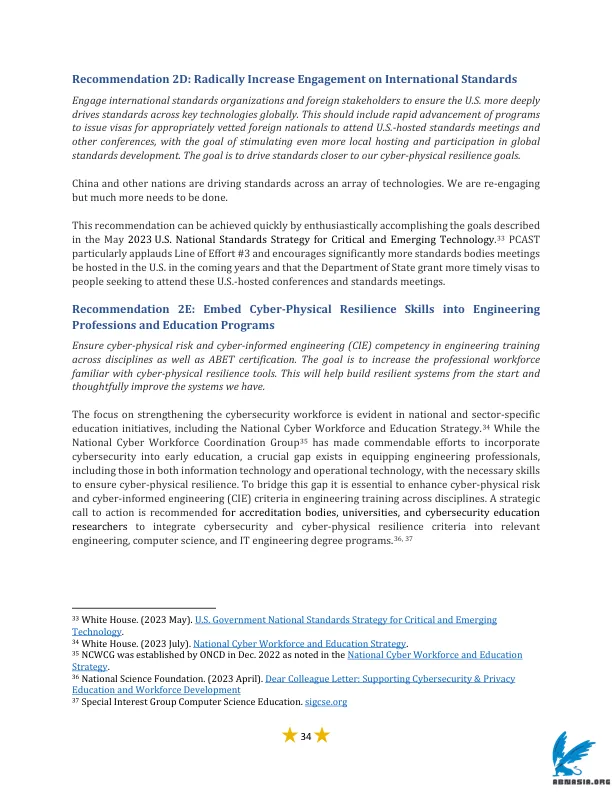 Recommendation 2D: Radically Increase Engagement on International Standards
Engage international standards organizations and foreign stakeholders to ensure the U.S. more deeply
drives standards across key technologies globally. This should include rapid advancement of programs
to issue visas for appropriately vetted foreign nationals to attend U.S.-hosted standards meetings and
other conferences, with the goal of stimulating even more local hosting and participation in global
standards development. The goal is to drive standards closer to our cyber-physical resilience goals.
China and other nations are driving standards across an array of technologies. We are re-engaging
but much more needs to be done.
This recommendation can be achieved quickly by enthusiastically accomplishing the goals described
in the May 2023 U.S. National Standards Strategy for Critical and Emerging Technology.33 PCAST
particularly applauds Line of Effort #3 and encourages significantly more standards bodies meetings
be hosted in the U.S. in the coming years and that the Department of State grant more timely visas to
people seeking to attend these U.S.-hosted conferences and standards meetings.
Recommendation 2E: Embed Cyber-Physical Resilience Skills into Engineering
Professions and Education Programs
Ensure cyber-physical risk and cyber-informed engineering (CIE) competency in engineering training
across disciplines as well as ABET certification. The goal is to increase the professional workforce
familiar with cyber-physical resilience tools. This will help build resilient systems from the start and
thoughtfully improve the systems we have.
The focus on strengthening the cybersecurity workforce is evident in national and sector-specific
education initiatives, including the National Cyber Workforce and Education Strategy.34 While the
National Cyber Workforce Coordination Group35 has made commendable efforts to incorporate
cybersecurity into early education, a crucial gap exists in equipping engineering professionals,
including those in both information technology and operational technology, with the necessary skills
to ensure cyber-physical resilience. To bridge this gap it is essential to enhance cyber-physical risk
and cyber-informed engineering (CIE) criteria in engineering training across disciplines. A strategic
call to action is recommended for accreditation bodies, universities, and cybersecurity education
researchers to integrate cybersecurity and cyber-physical resilience criteria into relevant
engineering, computer science, and IT engineering degree programs.36, 37
33 White House. (2023 May). U.S. Government National Standards Strategy for Critical and Emerging
Technology.
34 White House. (2023 July). National Cyber Workforce and Education Strategy.
35 NCWCG was established by ONCD in Dec. 2022 as noted in the National Cyber Workforce and Education
Strategy.
36 National Science Foundation. (2023 April). Dear Colleague Letter: Supporting Cybersecurity & Privacy
Education and Workforce Development
37 Special Interest Group Computer Science Education. sigcse.org
34
ABNASIA.ORG